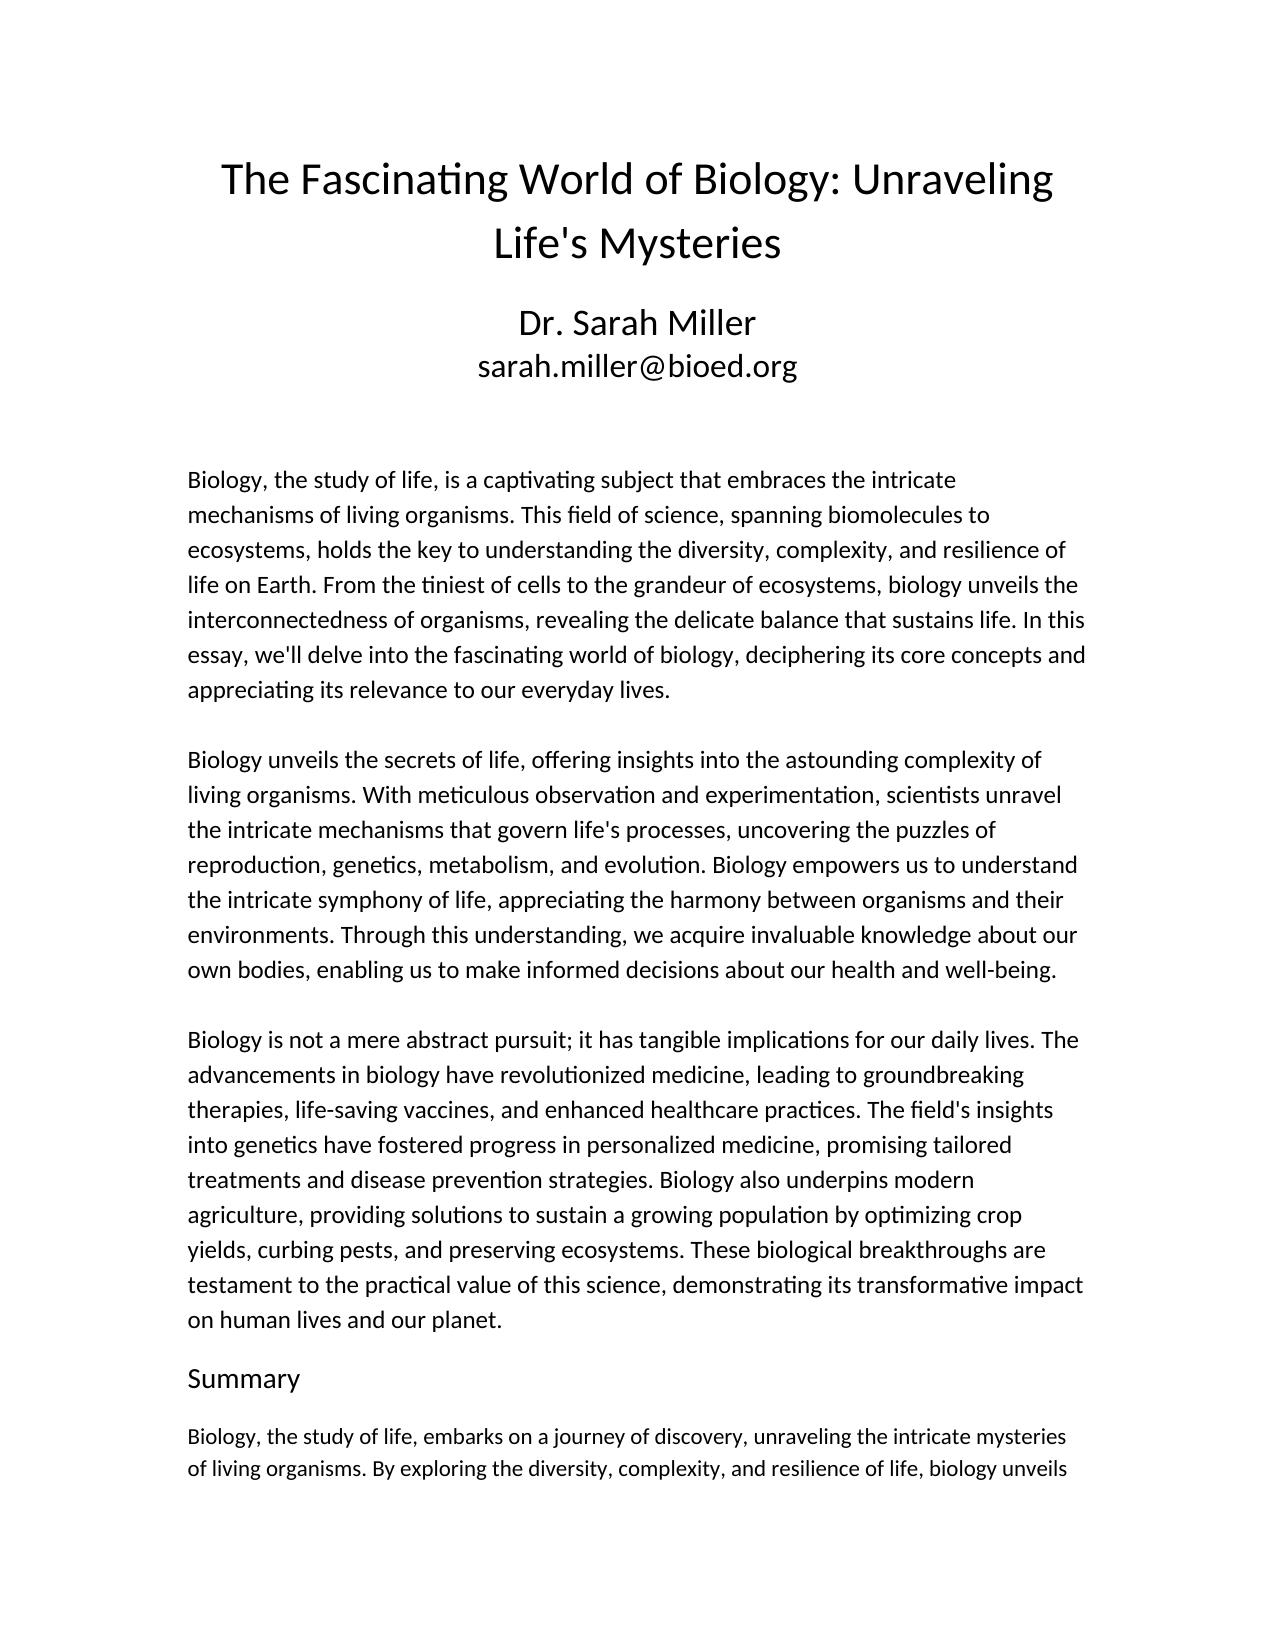 The Fascinating World of Biology: Unraveling
Life's Mysteries
Dr. Sarah Miller
sarah.miller@bioed.org
Biology, the study of life, is a captivating subject that embraces the intricate
mechanisms of living organisms. This field of science, spanning biomolecules to
ecosystems, holds the key to understanding the diversity, complexity, and resilience of
life on Earth. From the tiniest of cells to the grandeur of ecosystems, biology unveils the
interconnectedness of organisms, revealing the delicate balance that sustains life. In this
essay, we'll delve into the fascinating world of biology, deciphering its core concepts and
appreciating its relevance to our everyday lives.
Biology unveils the secrets of life, offering insights into the astounding complexity of
living organisms. With meticulous observation and experimentation, scientists unravel
the intricate mechanisms that govern life's processes, uncovering the puzzles of
reproduction, genetics, metabolism, and evolution. Biology empowers us to understand
the intricate symphony of life, appreciating the harmony between organisms and their
environments. Through this understanding, we acquire invaluable knowledge about our
own bodies, enabling us to make informed decisions about our health and well-being.
Biology is not a mere abstract pursuit; it has tangible implications for our daily lives. The
advancements in biology have revolutionized medicine, leading to groundbreaking
therapies, life-saving vaccines, and enhanced healthcare practices. The field's insights
into genetics have fostered progress in personalized medicine, promising tailored
treatments and disease prevention strategies. Biology also underpins modern
agriculture, providing solutions to sustain a growing population by optimizing crop
yields, curbing pests, and preserving ecosystems. These biological breakthroughs are
testament to the practical value of this science, demonstrating its transformative impact
on human lives and our planet.
Summary
Biology, the study of life, embarks on a journey of discovery, unraveling the intricate mysteries
of living organisms. By exploring the diversity, complexity, and resilience of life, biology unveils